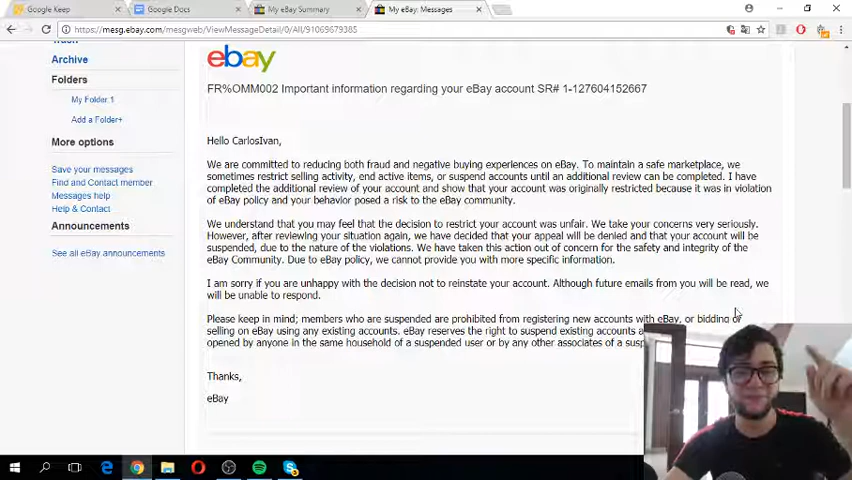 Google Keep
Google Docs
My eBay Summary
My eBay: Messages
https://mesg.ebay.com/mesgweb/ViewMessageDetail/0/All/91069679385
Archive
Folders
My Folder 1
Add a Folder+
More options
Save your messages
Find and Contact member
Messages help
Help & Contact
Announcements
See all eBay announcements
ebay
FR%OMM002 Important information regarding your eBay account SR# 1-127604152667
Hello CarlosIvan,
We are committed to reducing both fraud and negative buying experiences on eBay. To maintain a safe marketplace, we
sometimes restrict selling activity, end active items, or suspend accounts until an additional review can be completed. I have
completed the additional review of your account and show that your account was originally restricted because it was in violation
of eBay policy and your behavior posed a risk to the eBay community.
We understand that you may feel that the decision to restrict your account was unfair. We take your concerns very seriously.
However, after reviewing your situation again, we have decided that your appeal will be denied and that your account will be
suspended, due to the nature of the violations. We have taken this action out of concern for the safety and integrity of the
eBay Community. Due to eBay policy, we cannot provide you with more specific information.
I am sorry if you are unhappy with the decision not to reinstate your account. Although future emails from you will be read, we
will be unable to respond.
Please keep in mind; members who are suspended are prohibited from registering new accounts with eBay, or bidding or
selling on eBay using any existing accounts. eBay reserves the right to suspend existing accounts
opened by anyone in the same household of a suspended user or by any other associates of a
Thanks,
eBay